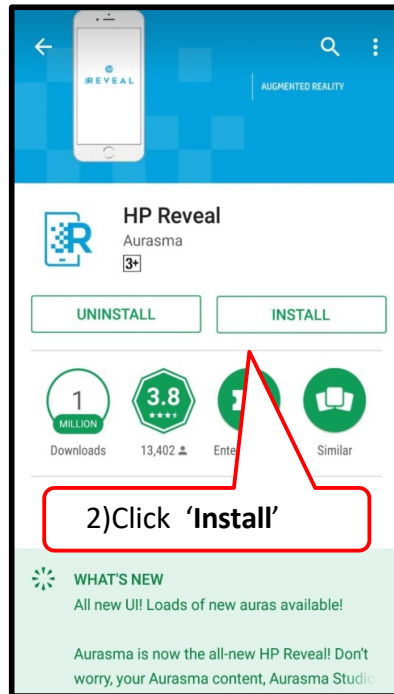 REVEAL
AUGMENTED REALITY
HP Reveal
Aurasma
3+
UNINSTALL
INSTALL
1
MILLION
Downloads
3.8
13,402
Ente
Similar
2)Click ‘Install’
WHAT'S NEW
All new UI! Loads of new auras available!
Aurasma is now the all-new HP Reveal! Don't
worry, your Aurasma content, Aurasma Studio